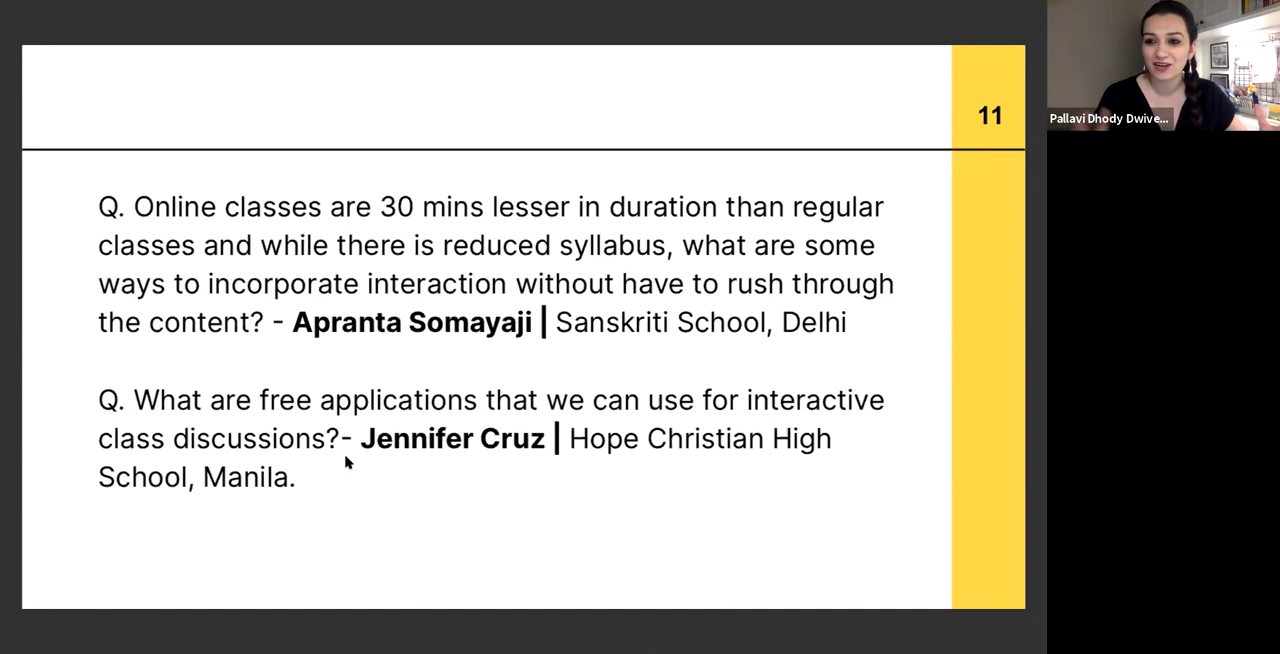 11
Q. Online classes are 30 mins lesser in duration than regular
classes and while there is reduced syllabus, what are some
ways to incorporate interaction without have to rush through
the content? - Apranta Somayaji | Sanskriti School, Delhi
Q. What are free applications that we can use for interactive
class discussions?- Jennifer Cruz | Hope Christian High
School, Manila.
Pallavi Dhody Dwive...